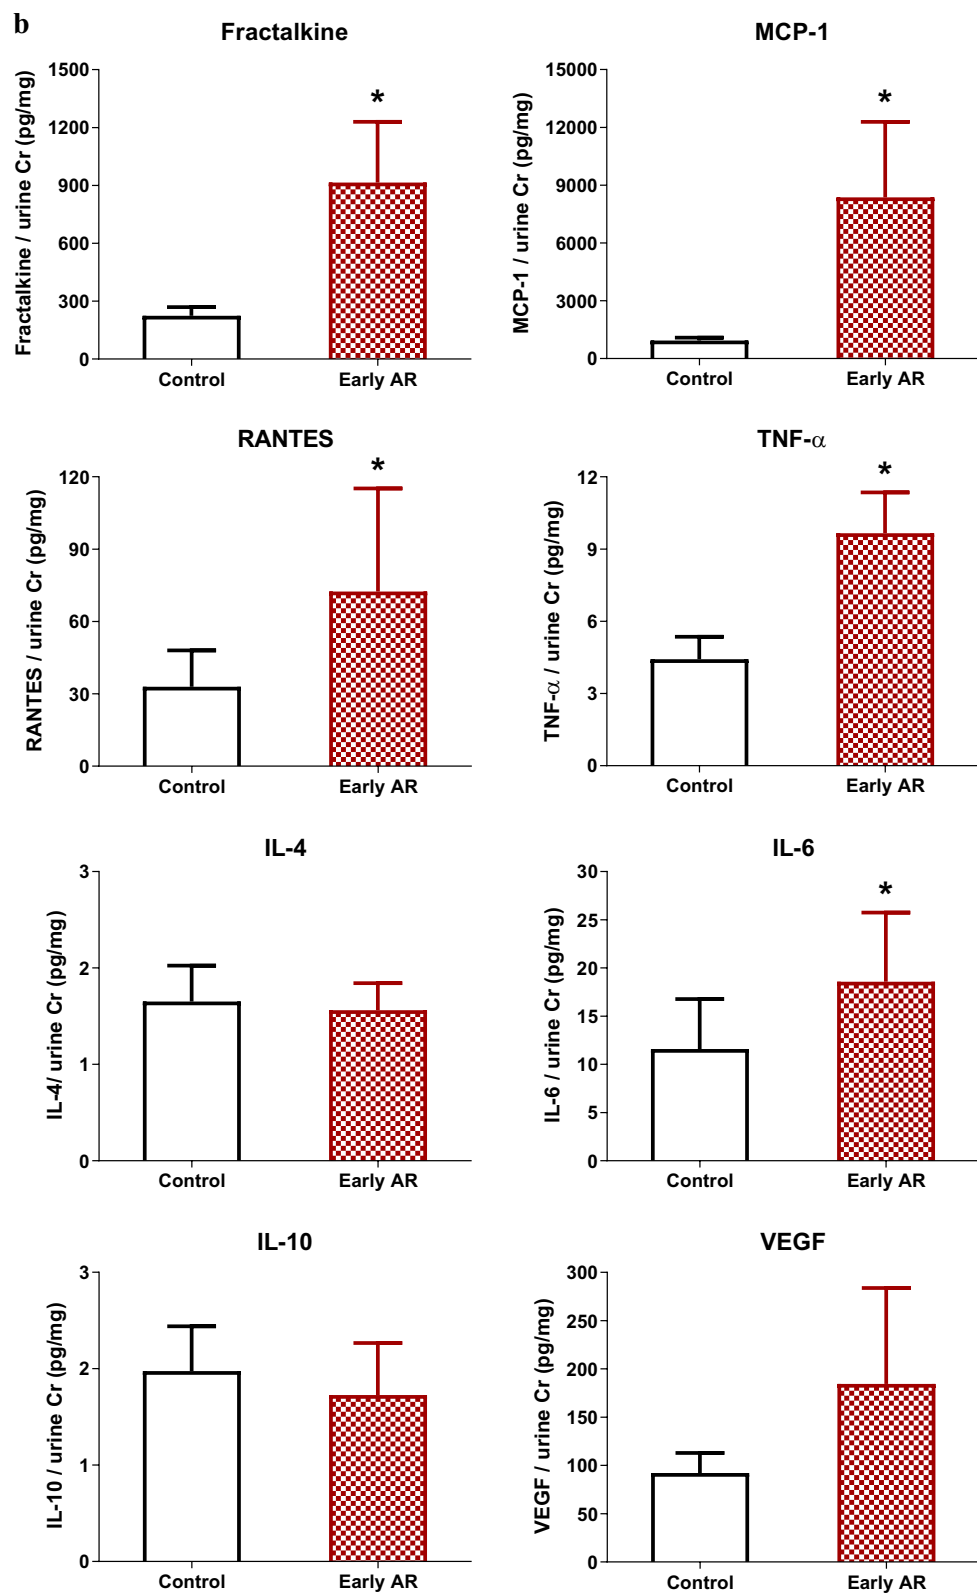 b
Fractalkine
MCP-1
Fractalkine / urine Cr (pg/mg)
1500
1200
900
600
300
0
*
Control
Early AR
MCP-1 / urine Cr (pg/mg)
15000
12000
9000
6000
3000
0
*
Control
Early AR
RANTES
TNF-α
RANTES / urine Cr (pg/mg)
120
90
60
30
0
*
Control
Early AR
TNF-α / urine Cr (pg/mg)
12
9
6
3
0
*
Control
Early AR
IL-4
IL-6
IL-4/ urine Cr (pg/mg)
3
2
1
0
Control
Early AR
IL-6 / urine Cr (pg/mg)
30
25
20
15
10
5
0
*
Control
Early AR
IL-10
VEGF
IL-10 / urine Cr (pg/mg)
3
2
1
0
Control
Early AR
VEGF / urine Cr (pg/mg)
300
250
200
150
100
50
0
Control
Early AR